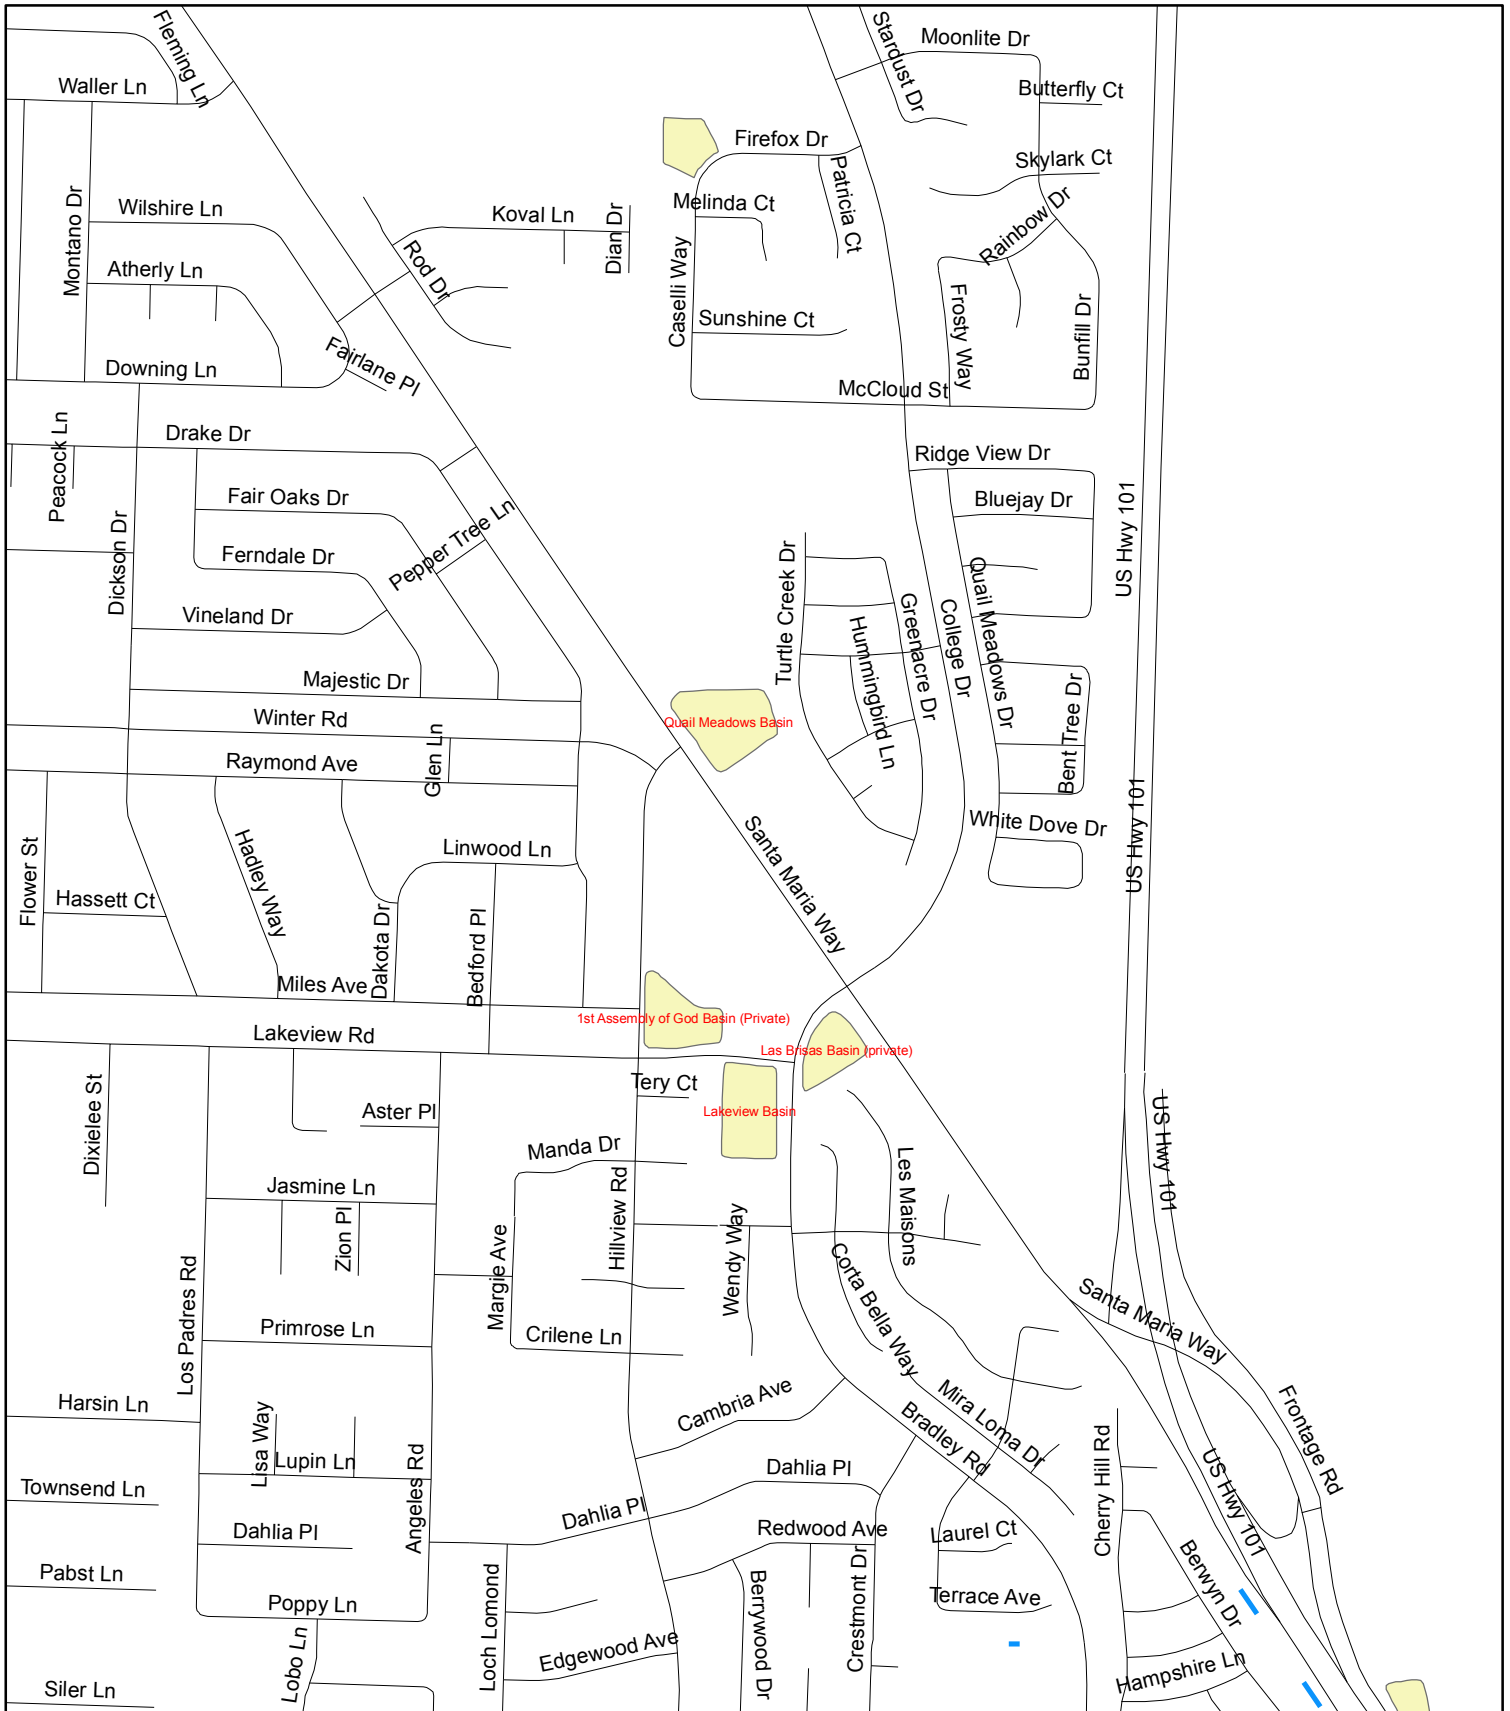 Fleming Ln
Stardust Dr
Moonlite Dr
Waller Ln
Butterfly Ct
Firefox Dr
Skylark Ct
Patricia Ct
Montano Dr
Wilshire Ln
Koval Ln
Dian Dr
Melinda Ct
Rainbow Dr
Atherly Ln
Rod Dr
Caselli Way
Sunshine Ct
Frosty Way
Bunfill Dr
Downing Ln
Fairlane Pl
McCloud St
Peacock Ln
Drake Dr
Ridge View Dr
Fair Oaks Dr
Bluejay Dr
US Hwy 101
Dickson Dr
Ferndale Dr
Pepper Tree Ln
Turtle Creek Dr
Quail Meadows Dr
Greenacre Dr
College Dr
Hummingbird Ln
Vineland Dr
Majestic Dr
Bent Tree Dr
Winter Rd
Quail Meadows Basin
Glen Ln
Raymond Ave
US Hwy 101
White Dove Dr
Santa Maria Way
Flower St
Hadley Way
Linwood Ln
Hassett Ct
Dakota Dr
Bedford Pl
Miles Ave
1st Assembly of God Basin (Private)
Lakeview Rd
Las Brisas Basin (private)
Tery Ct
Lakeview Basin
Dixielee St
Aster Pl
US Hwy 101
Manda Dr
Les Maisons
Jasmine Ln
Zion Pl
Hillview Rd
Wendy Way
Margie Ave
Los Padres Rd
Corta Bella Way
Santa Maria Way
Primrose Ln
Crilene Ln
Harsin Ln
Cambria Ave
Mira Loma Dr
Bradley Rd
Frontage Rd
Lisa Way
Lupin Ln
Angeles Rd
Cherry Hill Rd
Dahlia Pl
US Hwy 101
Townsend Ln
Dahlia Pl
Dahlia Pl
Redwood Ave
Laurel Ct
Berwyn Dr
Pabst Ln
Poppy Ln
Loch Lomond
Berrywood Dr
Crestmont Dr
Terrace Ave
Lobo Ln
Edgewood Ave
Hampshire Ln
Siler Ln